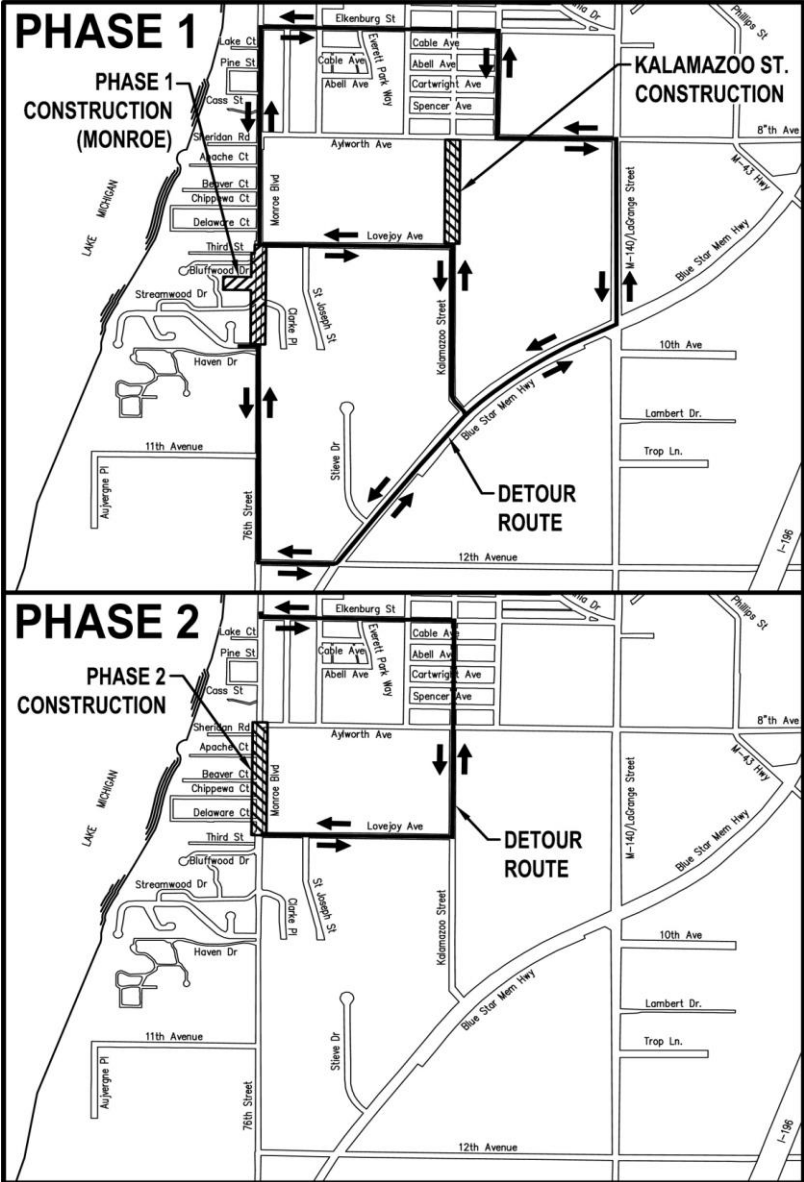 PHASE 1
Elkenburg St
Phillips St
Lake Ct
Pine St
Cass St
Everett Park Way
Cable Ave
Abell Ave
Cable Ave
Abell Ave
Cartwright Ave
Spencer Ave
PHASE 1
CONSTRUCTION
(MONROE)
KALAMAZOO ST.
CONSTRUCTION
Sheridan Rd
Aylworth Ave
8"th Ave
Apache Ct
M-43 Hwy
Beaver Ct
Chippewa Ct
Delaware Ct
Monroe Blvd
LAKE MICHIGAN
M-140/LaGrange Street
Lovejoy Ave
Third St
Bluffwood Dr
Streamwood Dr
Clarke Pl
St Joseph St
Kalamazoo Street
Blue Star Mem Hwy
Haven Dr
10th Ave
Blue Star Mem Hwy
Lambert Dr.
11th Avenue
Trop Ln.
Aujvergne Pl
76th Street
Stieve Dr
DETOUR
ROUTE
I-196
12th Avenue
PHASE 2
Elkenburg St
Phillips St
Lake Ct
Pine St
Cass St
Everett Park Way
Cable Ave
Abell Ave
Cable Ave
Abell Ave
Cartwright Ave
Spencer Ave
PHASE 2
CONSTRUCTION
Sheridan Rd
Aylworth Ave
8"th Ave
Apache Ct
M-43 Hwy
Beaver Ct
Chippewa Ct
Delaware Ct
Monroe Blvd
LAKE MICHIGAN
M-140/LaGrange Street
Lovejoy Ave
Third St
Bluffwood Dr
DETOUR
ROUTE
Streamwood Dr
Clarke Pl
St Joseph St
Kalamazoo Street
Blue Star Mem Hwy
Haven Dr
10th Ave
Blue Star Mem Hwy
Lambert Dr.
11th Avenue
Trop Ln.
Aujvergne Pl
76th Street
Stieve Dr
I-196
12th Avenue